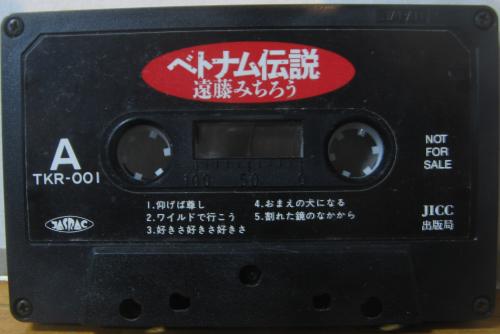 ベトナム伝説
遠藤みちろう
A
TKR-001
NOT
FOR
SALE
100 50 0
1.仰げば尊し
2.ワイルドで行こう
3.好きさ好きさ好きさ
4.おまえの犬になる
5.割れた鏡のなかから
JASRAC
JICC
出版局